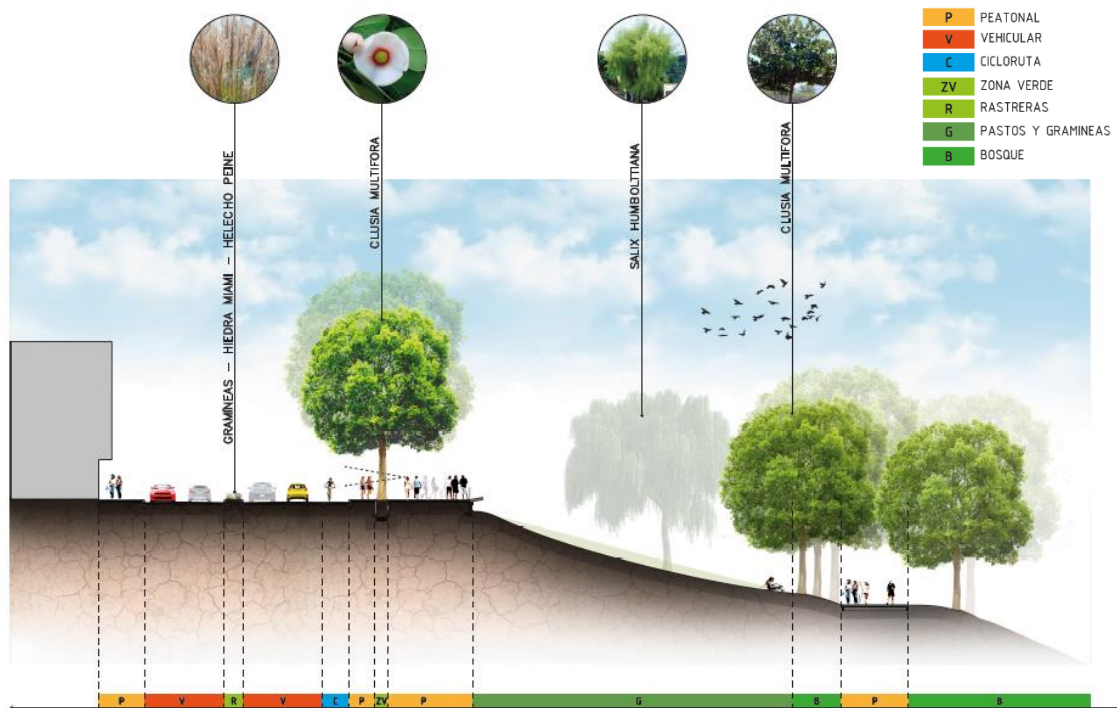 P PEATONAL
V VEHICULAR
C CICLORUTA
ZV ZONA VERDE
R RASTRERAS
G PASTOS Y GRAMINEAS
B BOSQUE
GRAMINEAS - HIEDRA MIAMI - HELECHO PEINE
CLUSIA MULTIFORA
SALIX HUMBOLTTIANA
CLUSIA MULTIFORA
P V R V C P ZV P G B P B